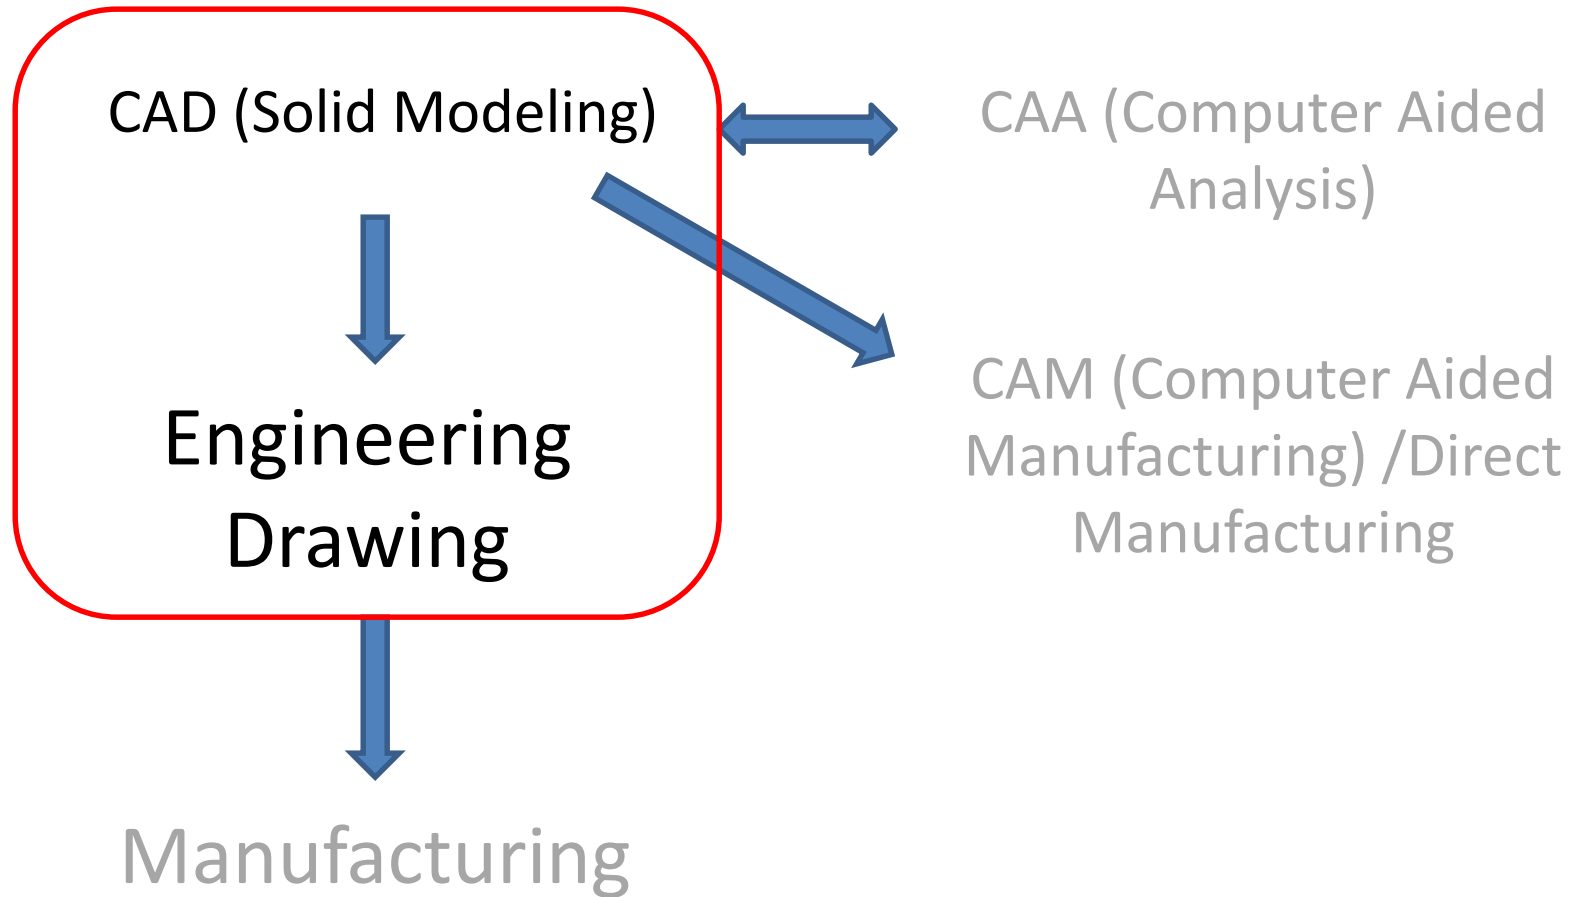 CAD (Solid Modeling)
CAA (Computer Aided
Analysis)
CAM (Computer Aided
Manufacturing) /Direct
Manufacturing
Engineering
Drawing
Manufacturing